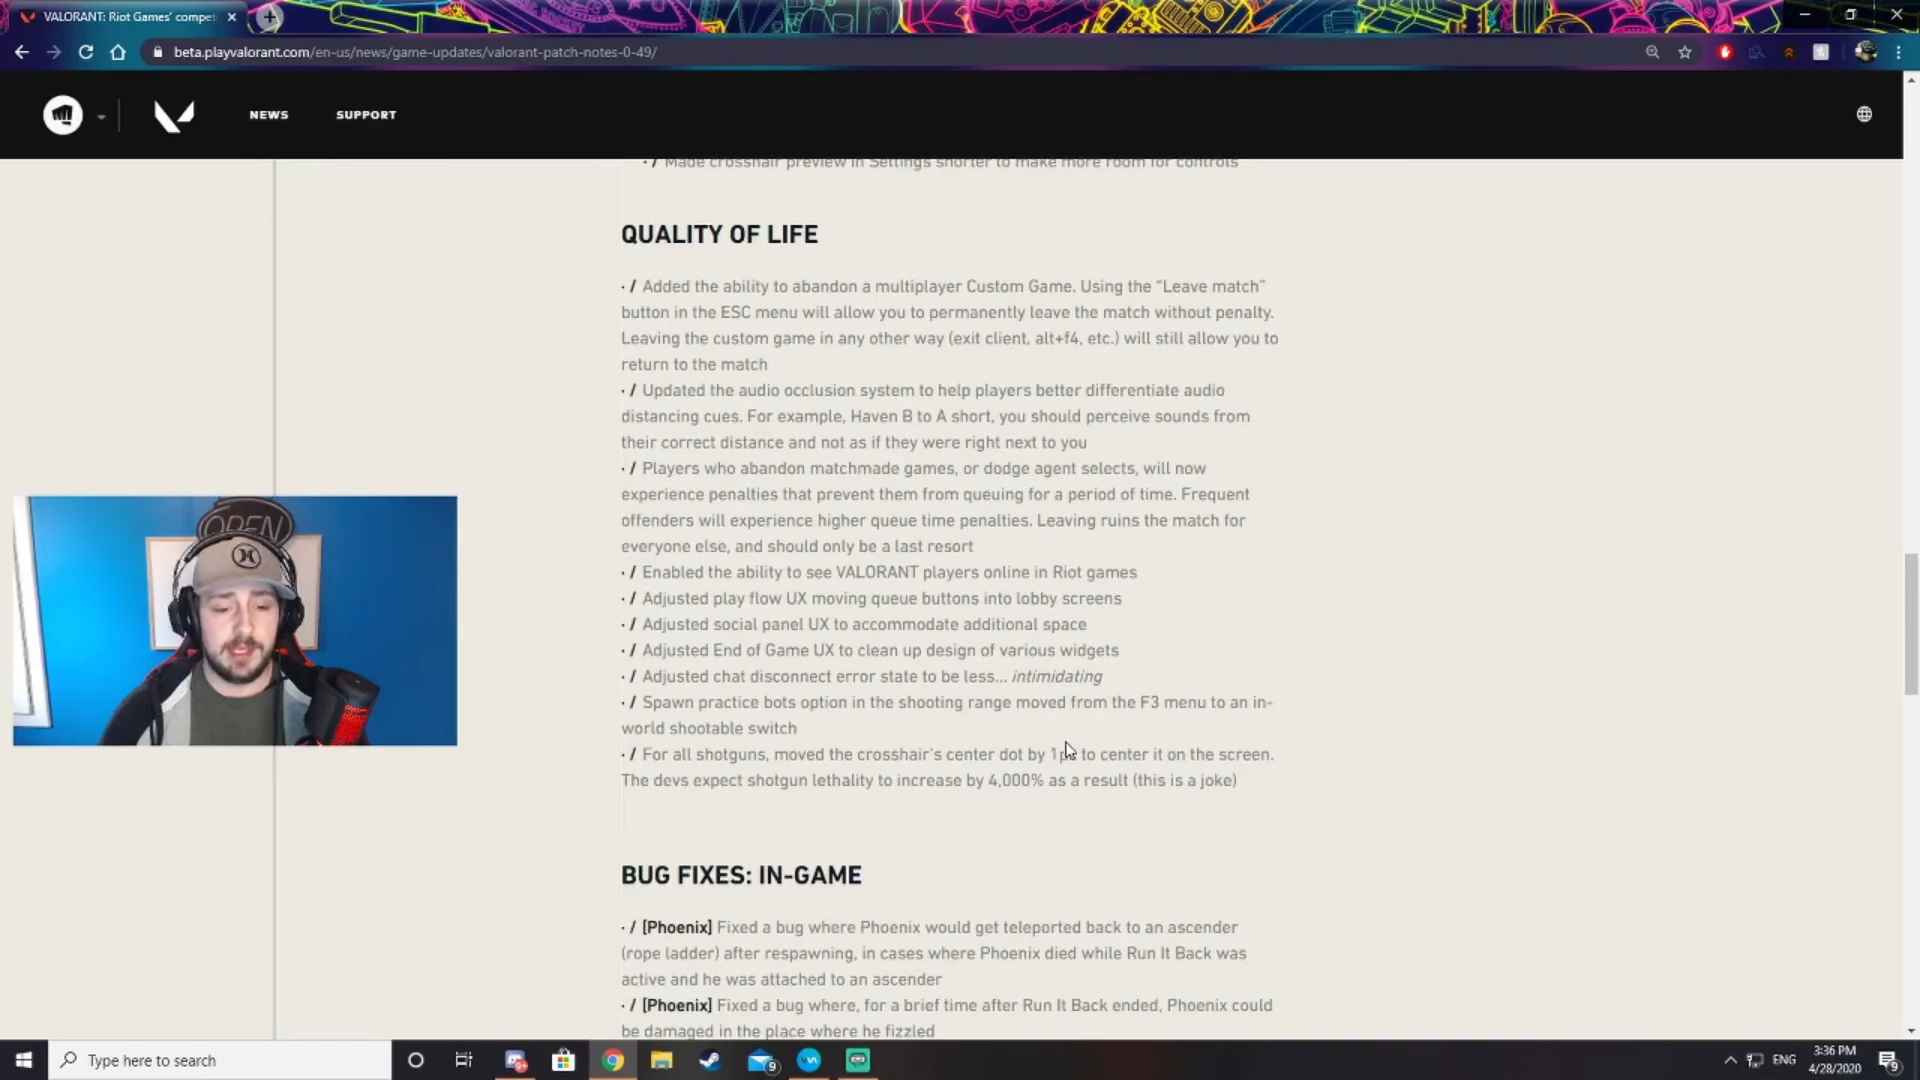 VALORANT: Riot Games' compet
beta.playvalorant.com/en-us/news/game-updates/valorant-patch-notes-0-49/
NEWS
SUPPORT
· / Made crosshair preview in Settings shorter to make more room for controls
QUALITY OF LIFE
· / Added the ability to abandon a multiplayer Custom Game. Using the “Leave match”
button in the ESC menu will allow you to permanently leave the match without penalty.
Leaving the custom game in any other way (exit client, alt+f4, etc.) will still allow you to
return to the match
· / Updated the audio occlusion system to help players better differentiate audio
distancing cues. For example, Haven B to A short, you should perceive sounds from
their correct distance and not as if they were right next to you
· / Players who abandon matchmade games, or dodge agent selects, will now
experience penalties that prevent them from queuing for a period of time. Frequent
offenders will experience higher queue time penalties. Leaving ruins the match for
everyone else, and should only be a last resort
· / Enabled the ability to see VALORANT players online in Riot games
· / Adjusted play flow UX moving queue buttons into lobby screens
· / Adjusted social panel UX to accommodate additional space
· / Adjusted End of Game UX to clean up design of various widgets
· / Adjusted chat disconnect error state to be less... intimidating
· / Spawn practice bots option in the shooting range moved from the F3 menu to an in-
world shootable switch
· / For all shotguns, moved the crosshair's center dot by 1p to center it on the screen.
The devs expect shotgun lethality to increase by 4,000% as a result (this is a joke)
OPEN
BUG FIXES: IN-GAME
· / [Phoenix] Fixed a bug where Phoenix would get teleported back to an ascender
(rope ladder) after respawning, in cases where Phoenix died while Run It Back was
active and he was attached to an ascender
· / [Phoenix] Fixed a bug where, for a brief time after Run It Back ended, Phoenix could
be damaged in the place where he fizzled
Type here to search
9
ENG
3:36 PM
4/28/2020
9